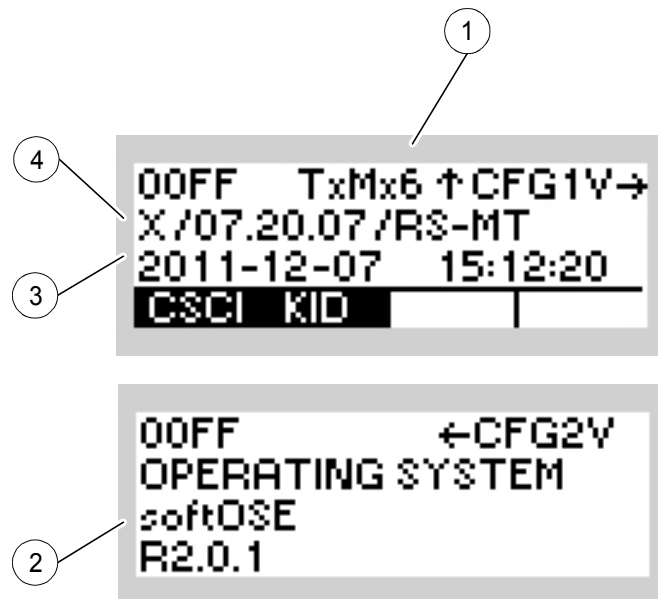 1
4
00FF TxMx6 ↑CFG1V→
X/07.20.07/RS-MT
2011-12-07 15:12:20
3
CSCI KID
00FF ←CFG2V
OPERATING SYSTEM
softOSE
R2.0.1
2